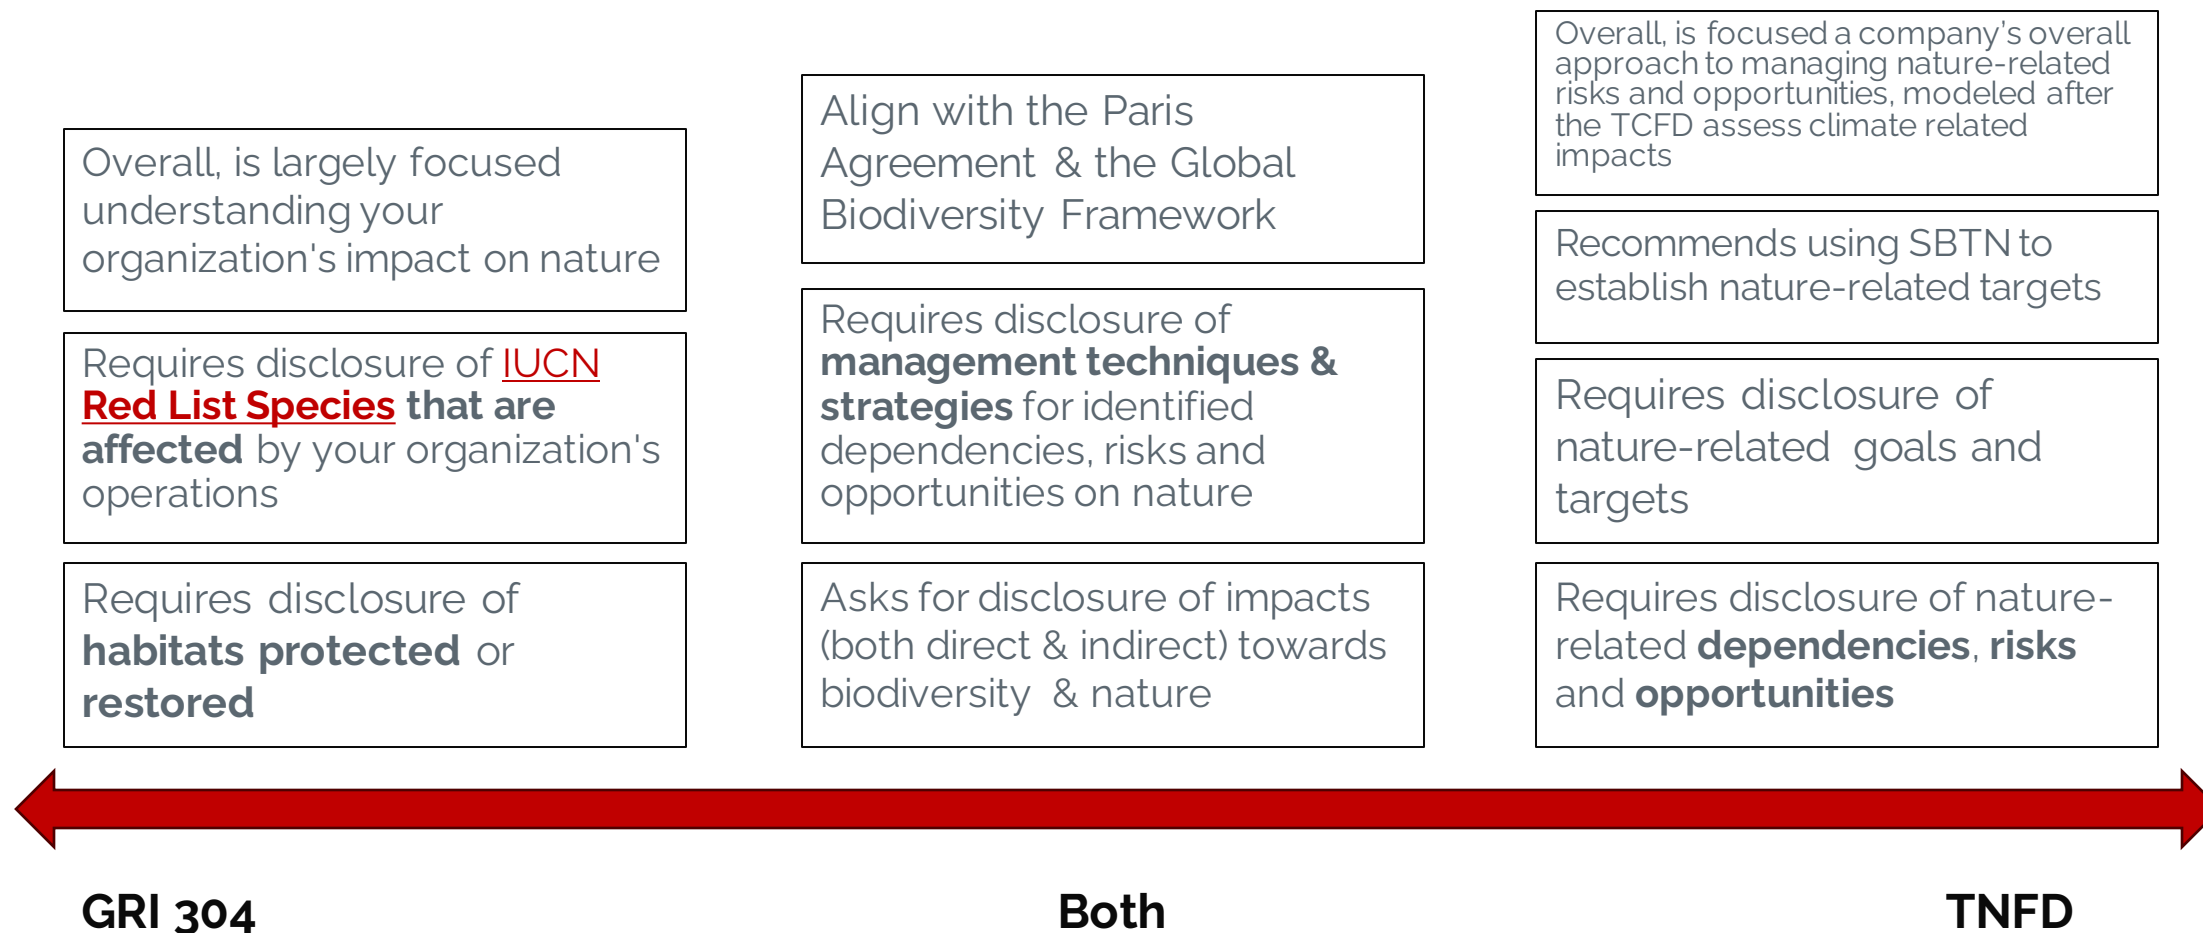 Overall, is largely focused
understanding your
organization's impact on nature
Requires disclosure of IUCN
Red List Species that are
affected by your organization's
operations
Requires disclosure of
habitats protected or
restored
Align with the Paris
Agreement & the Global
Biodiversity Framework
Requires disclosure of
management techniques &
strategies for identified
dependencies, risks and
opportunities on nature
Asks for disclosure of impacts
(both direct & indirect) towards
biodiversity & nature
Overall, is focused a company’s overall
approach to managing nature-related
risks and opportunities, modeled after
the TCFD assess climate related
impacts
Recommends using SBTN to
establish nature-related targets
Requires disclosure of
nature-related goals and
targets
Requires disclosure of nature-
related dependencies, risks
and opportunities
GRI 304
Both
TNFD